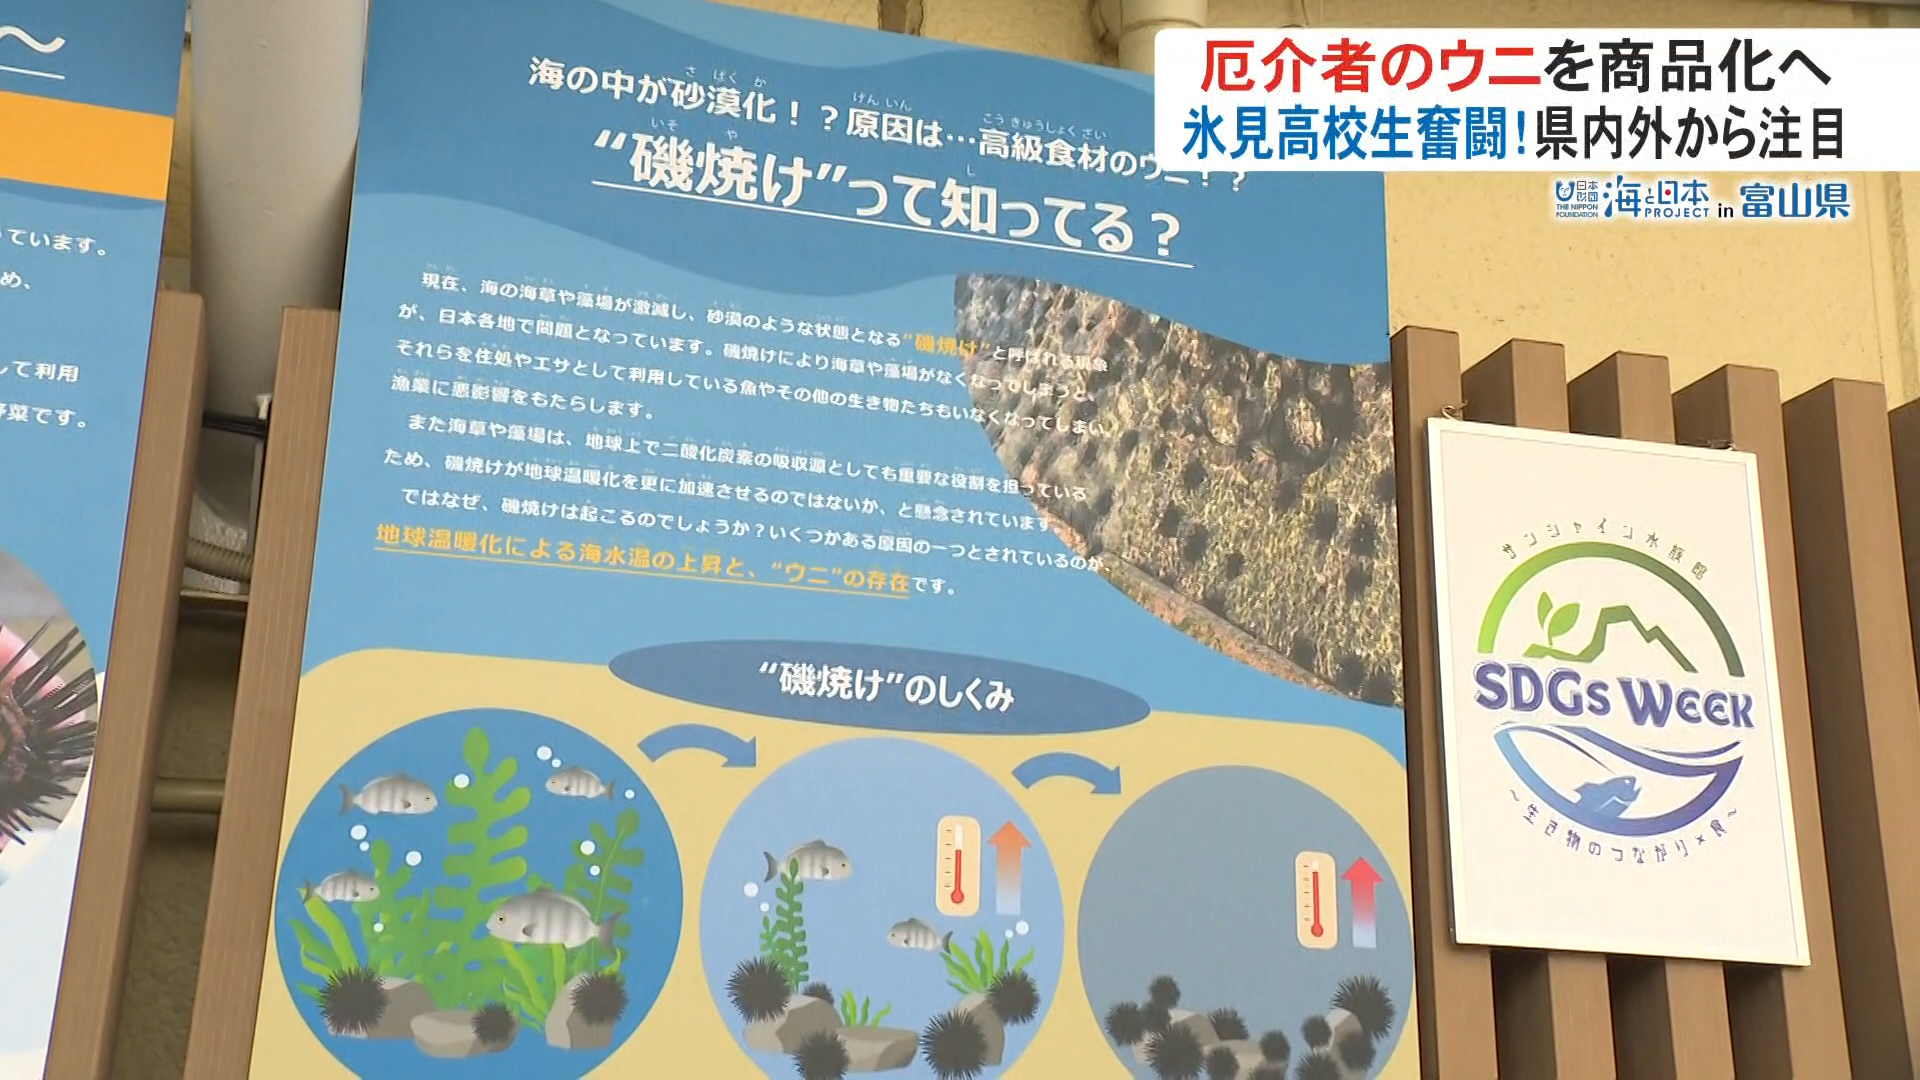 厄介者のウニを商品化へ
氷見高校生奮闘！県内外から注目
日本財団
THE NIPPON FOUNDATION
海と日本
PROJECT
in 富山県
海の中が砂漠化！？原因は…高級食材のウニ！？
“磯焼け”って知ってる？
現在、海の海草や藻場が激減し、砂漠のような状態となる“磯焼け”と呼ばれる現象
が、日本各地で問題となっています。磯焼けにより海草や藻場がなくなってしまうと、
それらを住処やエサとして利用している魚やその他の生き物たちもいなくなってしまい、
漁業に悪影響をもたらします。
また海草や藻場は、地球上で二酸化炭素の吸収源としても重要な役割を担っている
ため、磯焼けが地球温暖化を更に加速させるのではないか、と懸念されています。
ではなぜ、磯焼けは起こるのでしょうか？いくつかある原因の一つとされているのが、
地球温暖化による海水温の上昇と、“ウニ”の存在です。
“磯焼け”のしくみ
〜
ています。
め、
して利用
野菜です。
サンシャイン水族館
SDGs WEEK
〜生き物のつながり×食〜